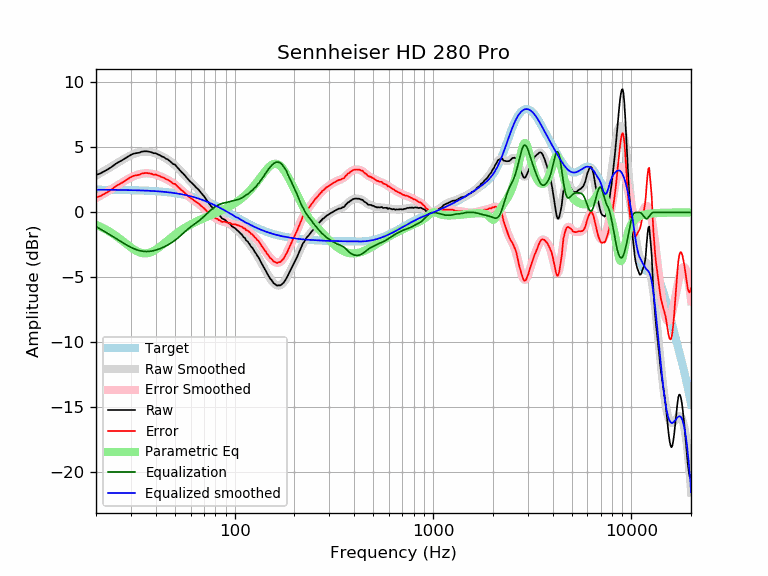 Sennheiser HD 280 Pro
10
5
0
−5
−10
−15
−20
Amplitude (dBr)
Target
Raw Smoothed
Error Smoothed
Raw
Error
Parametric Eq
Equalization
Equalized smoothed
100
1000
10000
Frequency (Hz)